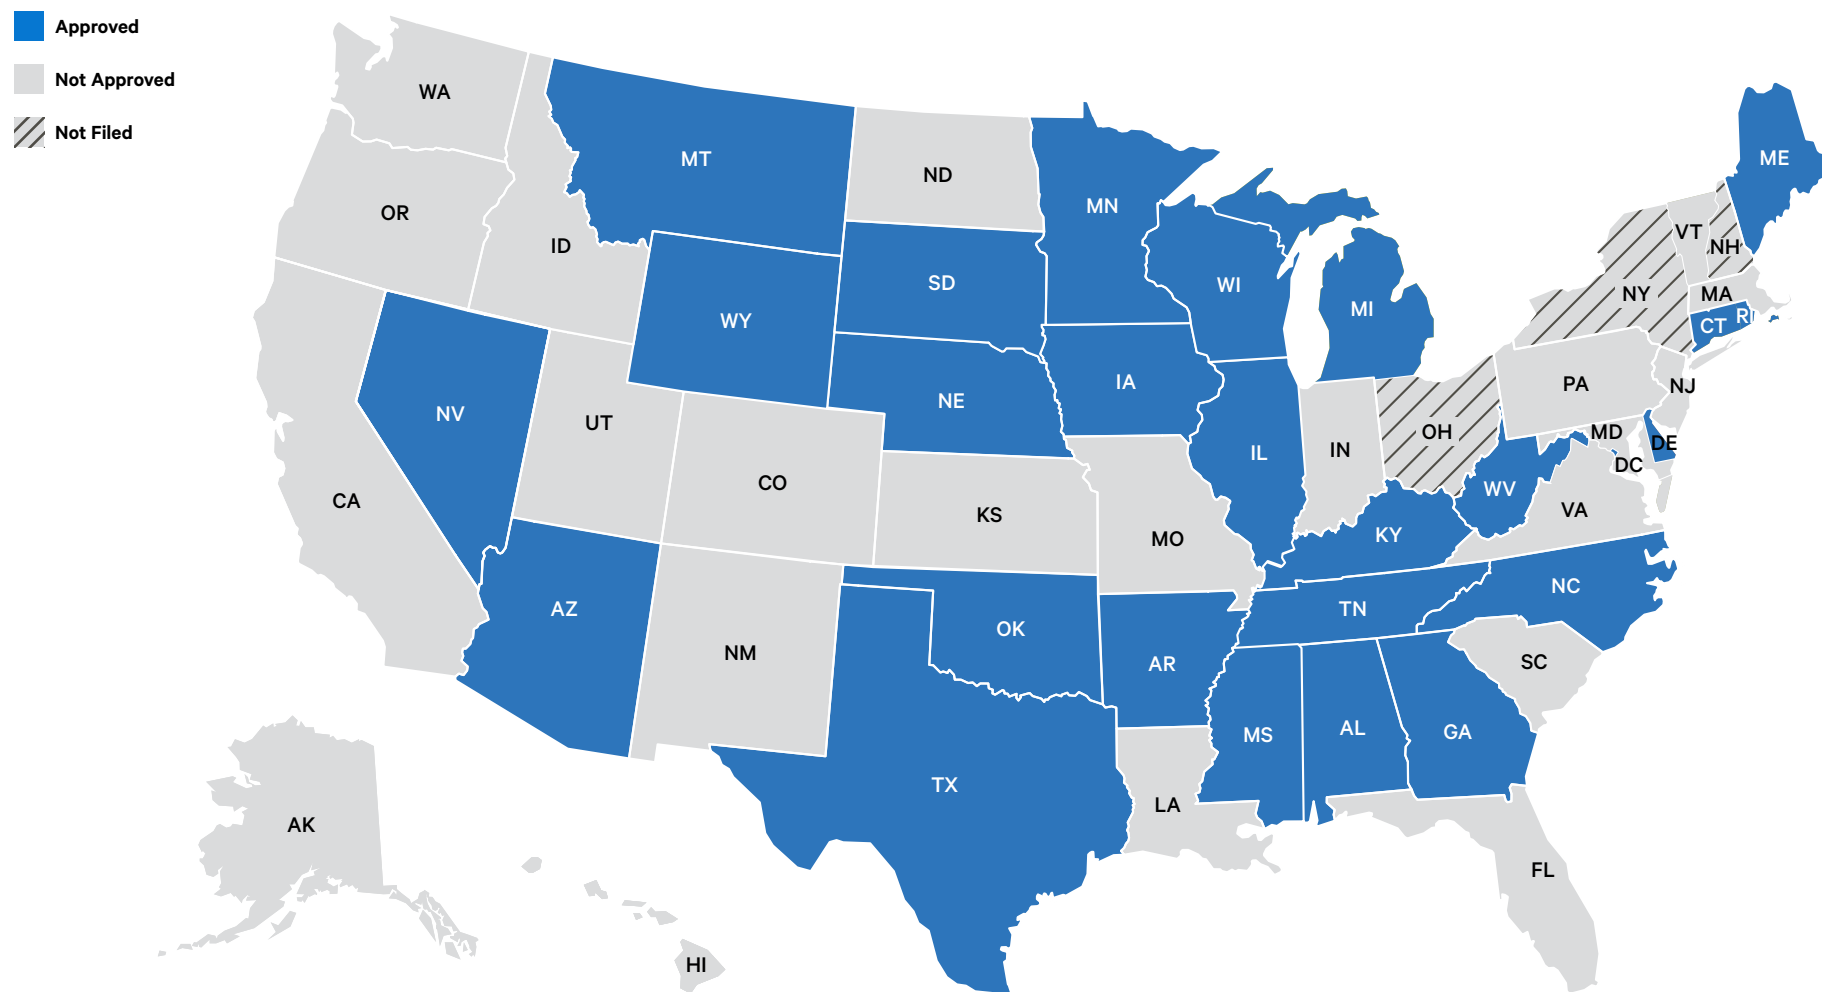 Approved
Not Approved
Not Filed
WA
MT
ND
MN
ME
OR
ID
SD
WI
MI
VT
NH
NY
MA
CT
RI
WY
NE
IA
PA
NJ
NV
UT
CO
KS
IL
IN
OH
MD
DE
DC
WV
VA
CA
MO
KY
AZ
NM
OK
AR
TN
NC
SC
TX
LA
MS
AL
GA
FL
AK
HI